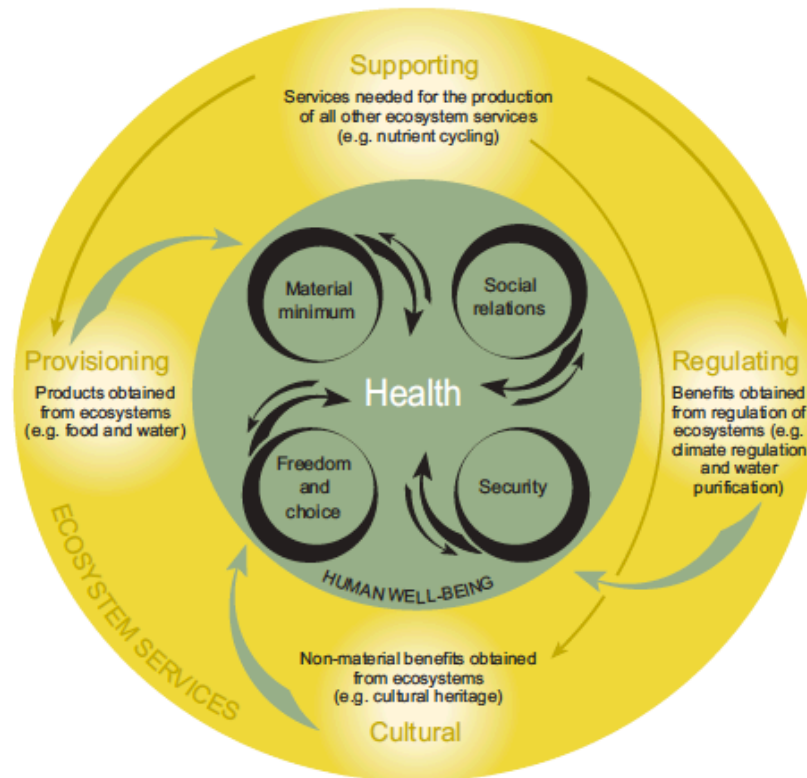 Supporting
Services needed for the production
of all other ecosystem services
(e.g. nutrient cycling)
Material
minimum
Social
relations
Provisioning
Products obtained
from ecosystems
(e.g. food and water)
Health
Regulating
Benefits obtained
from regulation of
ecosystems (e.g.
climate regulation
and water
purification)
Freedom
and
choice
Security
HUMAN WELL-BEING
ECOSYSTEM SERVICES
Non-material benefits obtained
from ecosystems
(e.g. cultural heritage)
Cultural